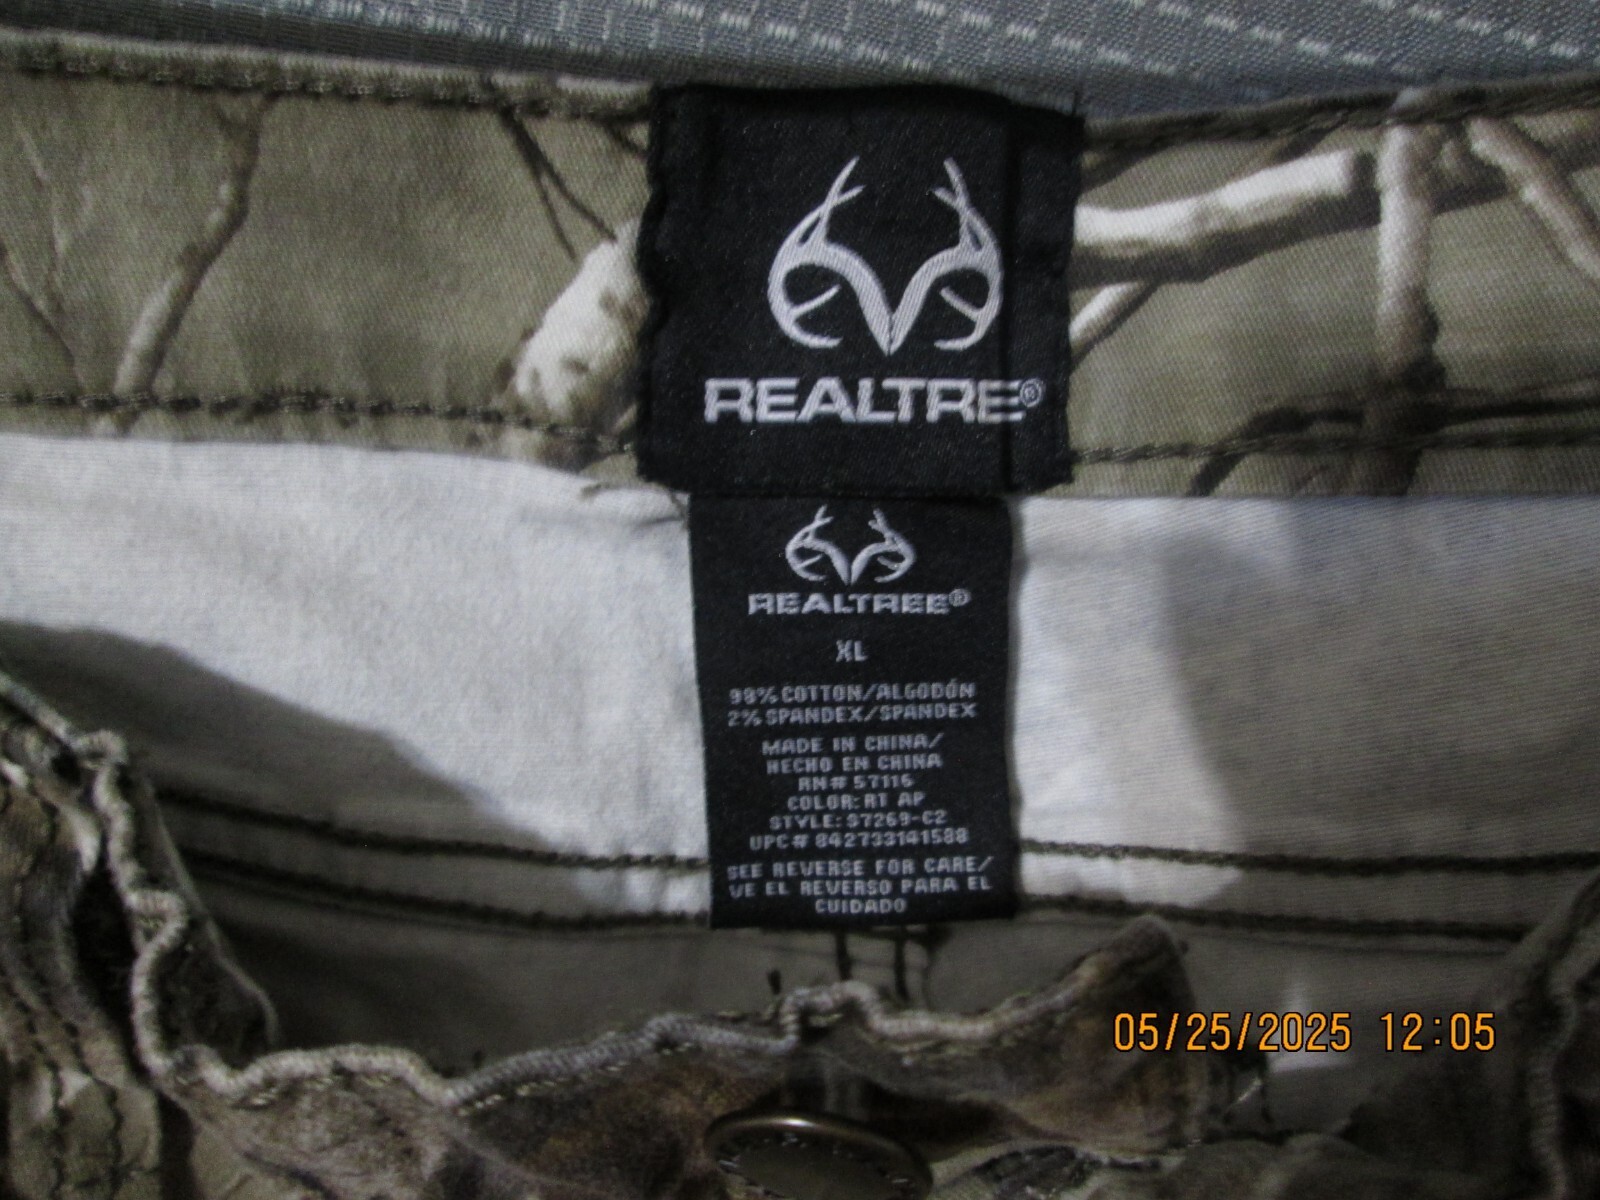 REALTREE®
REALTREE®
XL
98% COTTON/ALGODÓN
2% SPANDEX/SPANDEX
MADE IN CHINA/
HECHO EN CHINA
RN# 57116
COLOR: RT AP
STYLE: S7269-C2
UPC# 842733141588
SEE REVERSE FOR CARE/
VE EL REVERSO PARA EL
CUIDADO
05/25/2025 12:05